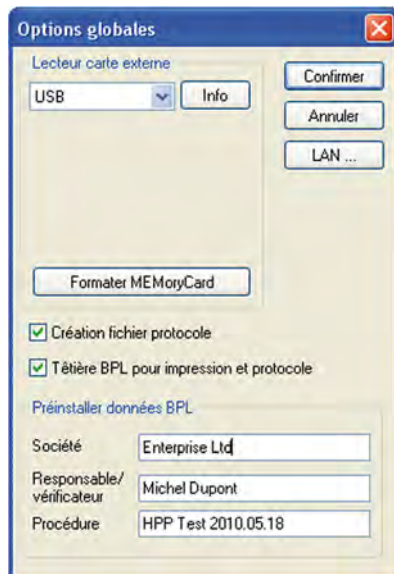 Options globales
Lecteur carte externe
USB
Info
Confirmer
Annuler
LAN ...
Formater MEMoryCard
Création fichier protocole
Têtière BPL pour impression et protocole
Préinstaller données BPL
Société
Enterprise Ltd
Responsable/
vérificateur
Michel Dupont
Procédure
HPP Test 2010.05.18